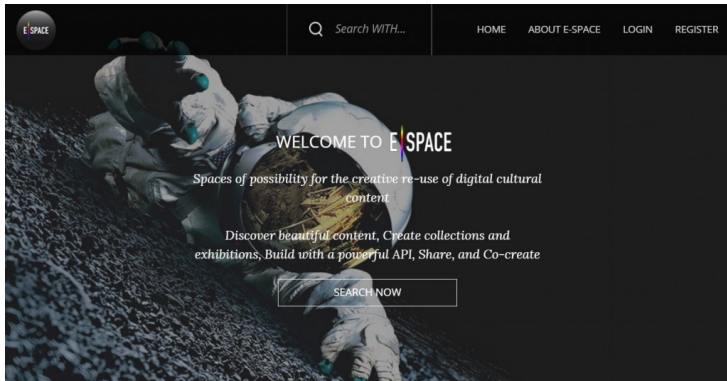 E SPACE
Search WITH...
HOME
ABOUT E-SPACE
LOGIN
REGISTER
WELCOME TO E SPACE
Spaces of possibility for the creative re-use of digital cultural
content
Discover beautiful content, Create collections and
exhibitions, Build with a powerful API, Share, and Co-create
SEARCH NOW